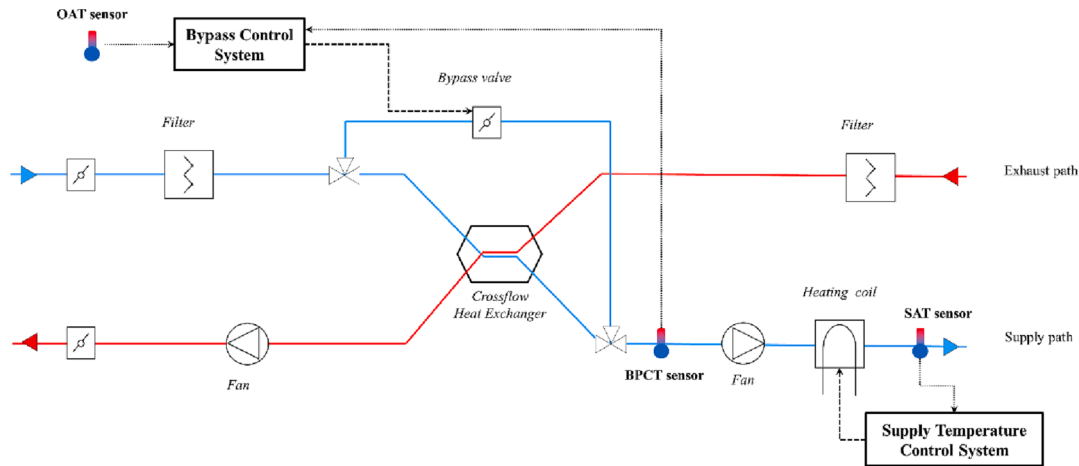 OAT sensor
Bypass Control
System
Bypass valve
Filter
Filter
Exhaust path
Crossflow
Heat Exchanger
Heating coil
SAT sensor
Supply path
Fan
BPCT sensor
Fan
Supply Temperature
Control System